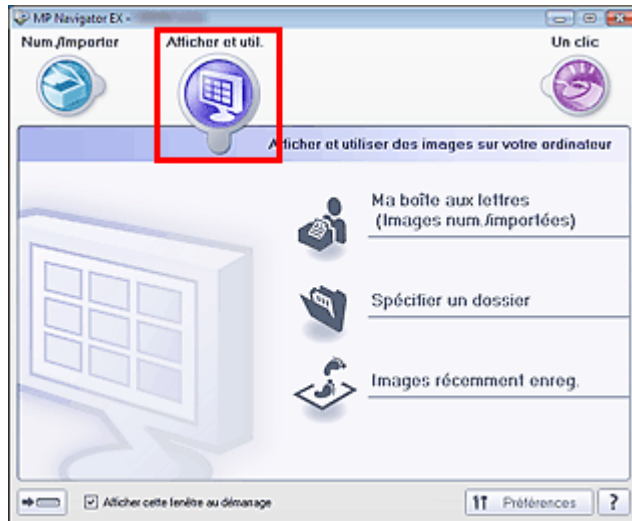 MP Navigator EX -
Num./Importer
Afficher et util.
Un clic
Afficher et utiliser des images sur votre ordinateur
Ma boîte aux lettres
(Images num./importées)
Spécifier un dossier
Images récemment enreg.
Afficher cette fenêtre au démarrage
Préférences
?